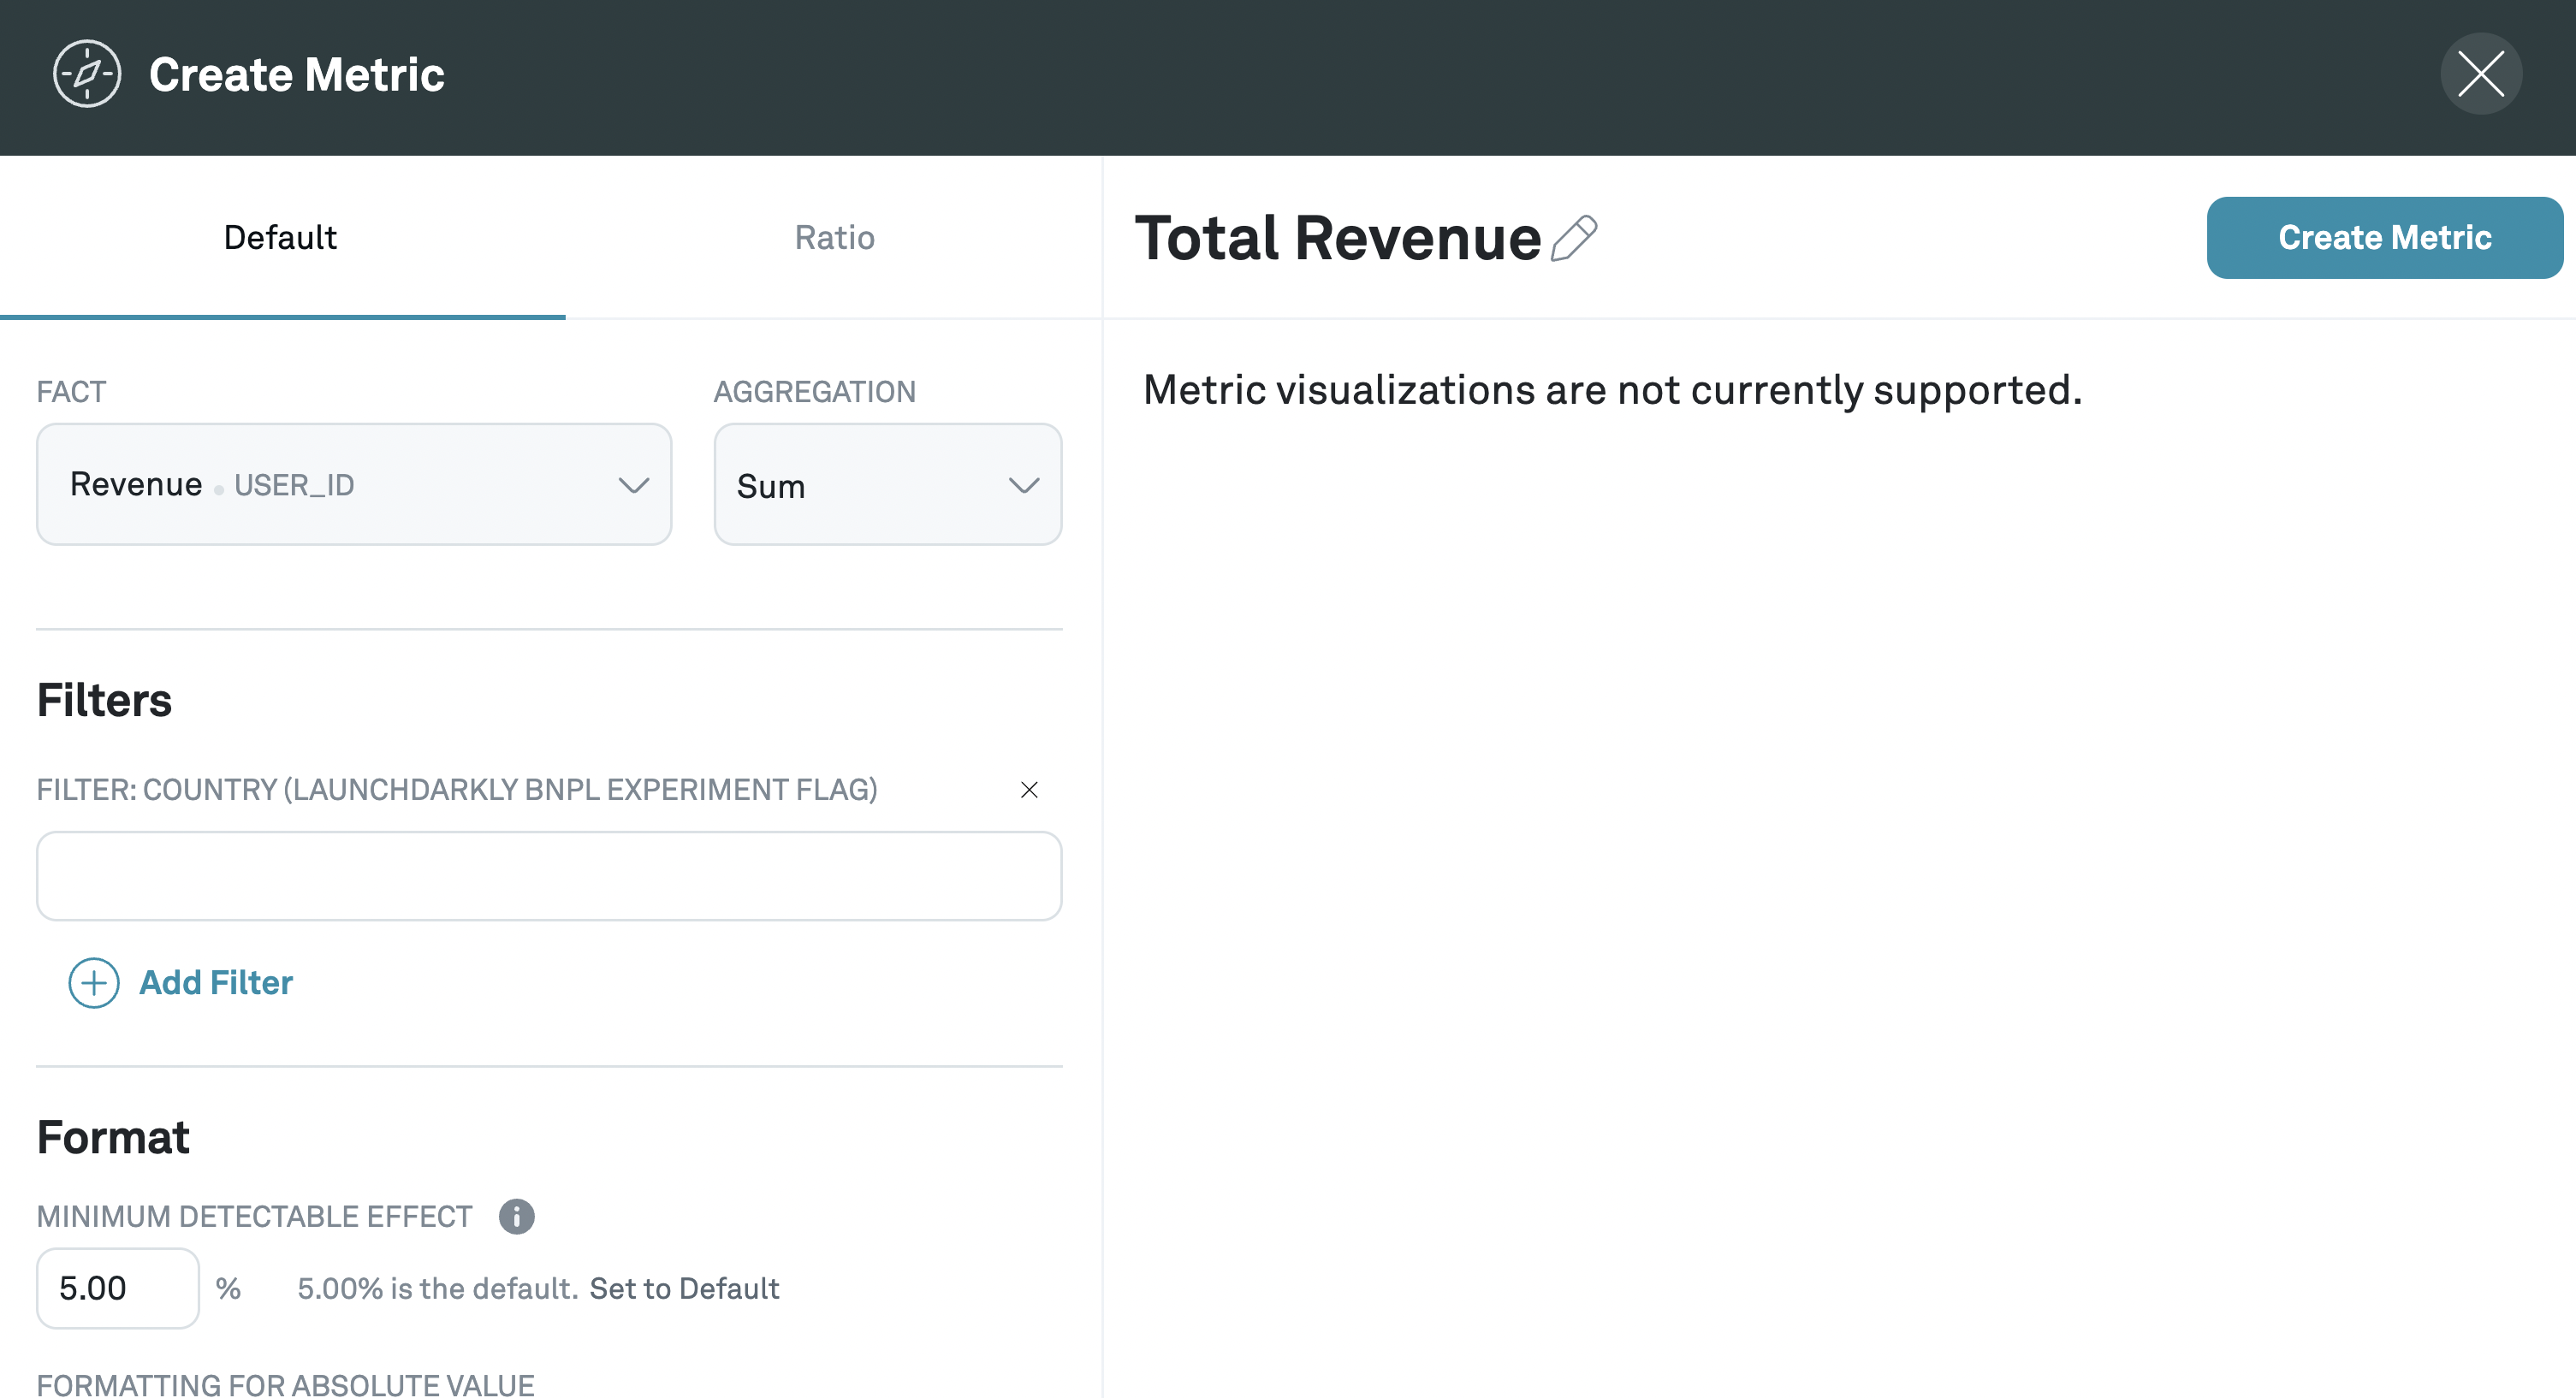 Create Metric
Default
Ratio
Total Revenue
Create Metric
FACT
AGGREGATION
Revenue • USER_ID
Sum
Metric visualizations are not currently supported.
Filters
FILTER: COUNTRY (LAUNCHDARKLY BNPL EXPERIMENT FLAG)
Add Filter
Format
MINIMUM DETECTABLE EFFECT
5.00 % 5.00% is the default. Set to Default
FORMATTING FOR ABSOLUTE VALUE